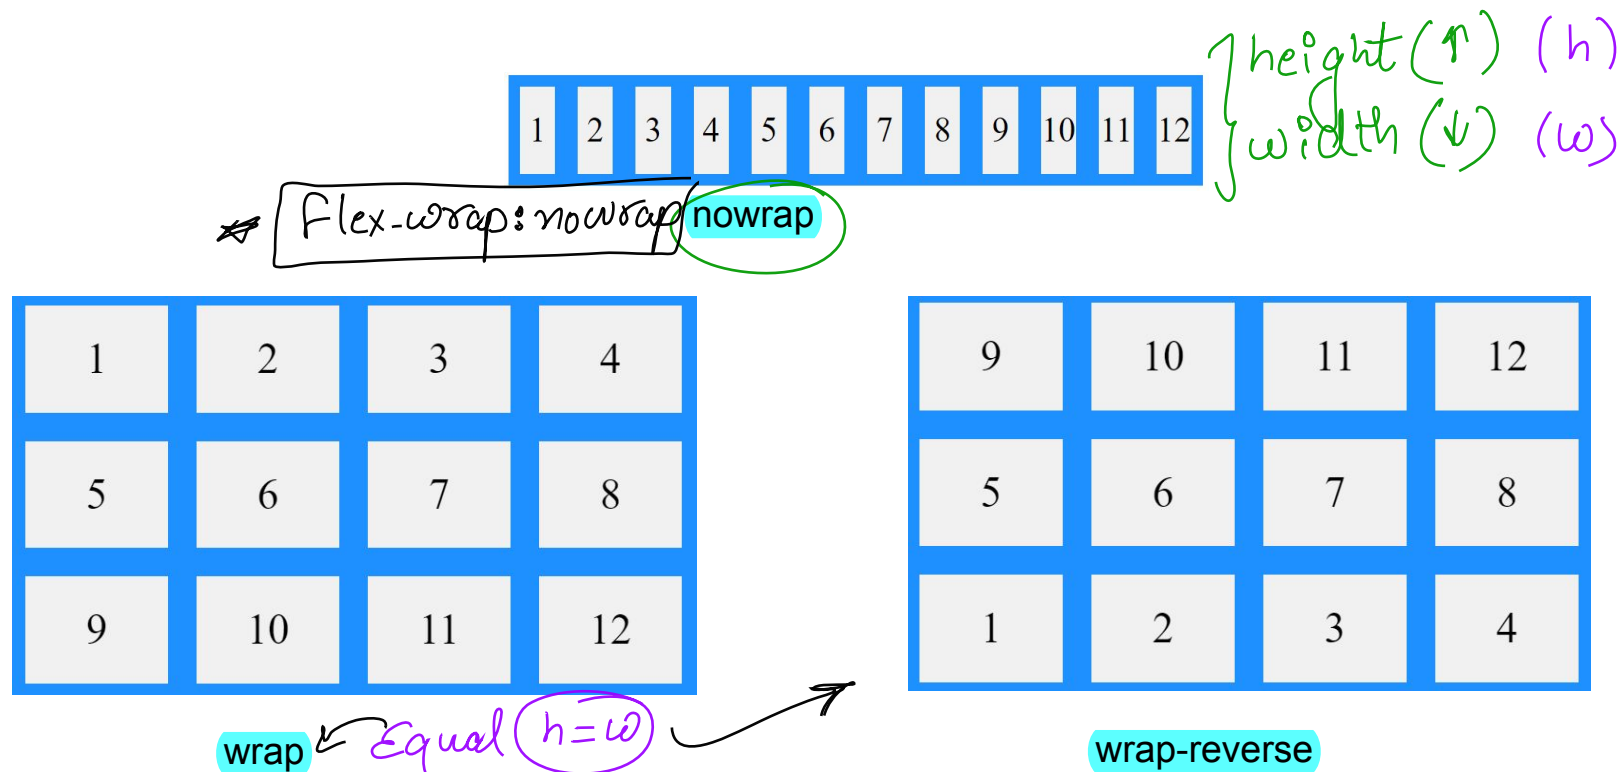 height (↑) (h)
1 2 3 4 5 6 7 8 9 10 11 12
width (↓) (w)
Flex-wrap: nowrap nowrap
1 2 3 4
5 6 7 8
9 10 11 12
9 10 11 12
5 6 7 8
1 2 3 4
wrap Equal h=w
wrap-reverse